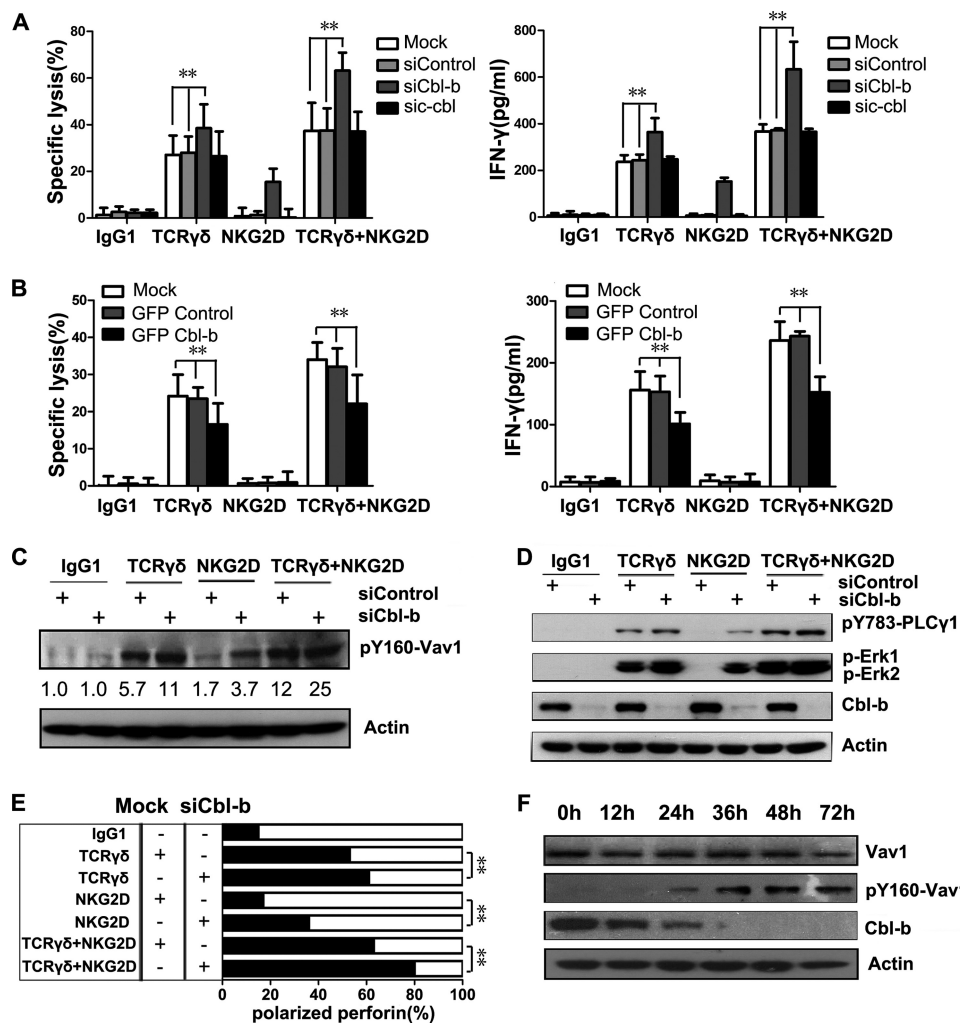 A
Specific lysis(%)
80
60
40
20
0
**
**
Mock
siControl
siCbl-b
sic-cbl
IgG1 TCRγδ NKG2D TCRγδ+NKG2D
IFN-γ(pg/ml)
800
600
400
200
0
**
**
Mock
siControl
siCbl-b
sic-cbl
IgG1 TCRγδ NKG2D TCRγδ+NKG2D
B
Specific lysis(%)
50
40
30
20
10
0
Mock
GFP Control
GFP Cbl-b
**
**
IgG1 TCRγδ NKG2D TCRγδ+NKG2D
IFN-γ(pg/ml)
300
200
100
0
Mock
GFP Control
GFP Cbl-b
**
**
IgG1 TCRγδ NKG2D TCRγδ+NKG2D
C
IgG1 TCRγδ NKG2D TCRγδ+NKG2D
+ + + + siControl
+ + + + siCbl-b
pY160-Vav1
1.0 1.0 5.7 11 1.7 3.7 12 25
Actin
D
IgG1 TCRγδ NKG2D TCRγδ+NKG2D
+ + + + siControl
+ + + + siCbl-b
pY783-PLCγ1
p-Erk1
p-Erk2
Cbl-b
Actin
E
Mock siCbl-b
IgG1 - -
TCRγδ + -
TCRγδ - +
NKG2D + -
NKG2D - +
TCRγδ+NKG2D + -
TCRγδ+NKG2D - +
**
**
**
0 20 40 60 80 100
polarized perforin(%)
F
0h 12h 24h 36h 48h 72h
Vav1
pY160-Vav1
Cbl-b
Actin